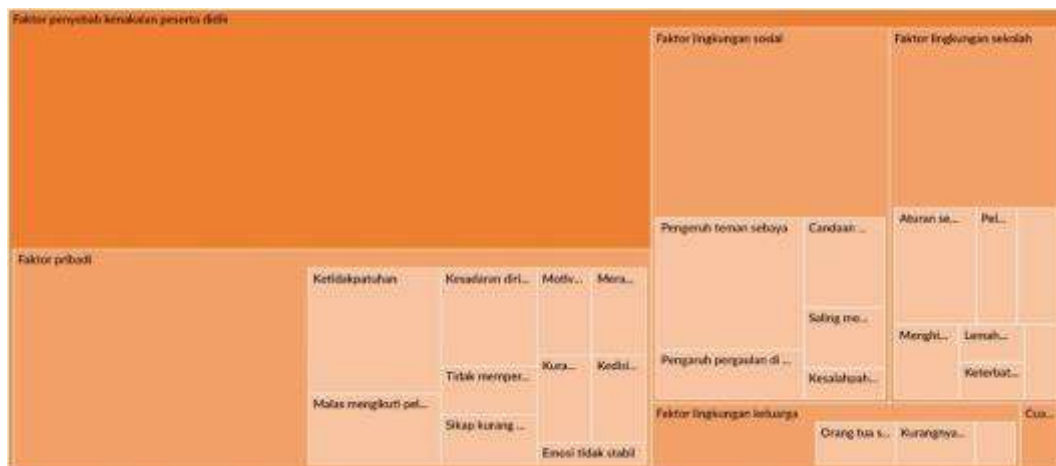 Faktor penyebab kenakalan peserta didik
Faktor lingkungan sosial
Faktor lingkungan sekolah
Pengeruh teman sebaya
Candaan ...
Aturan se...
Pel...
Faktor pribadi
Ketidakpatuhan
Kesadaran diri...
Motiv...
Mera...
Saling me...
Menghi...
Lemah...
Pengaruh pergaulan di ...
Kura...
Kedisi...
Tidak memper...
Kesalahpah...
Keterbat...
Malas mengikuti pel...
Sikap kurang ...
Faktor lingkungan keluarga
Cua...
Orang tua s...
Kurangnya...
Emosi tidak stabil